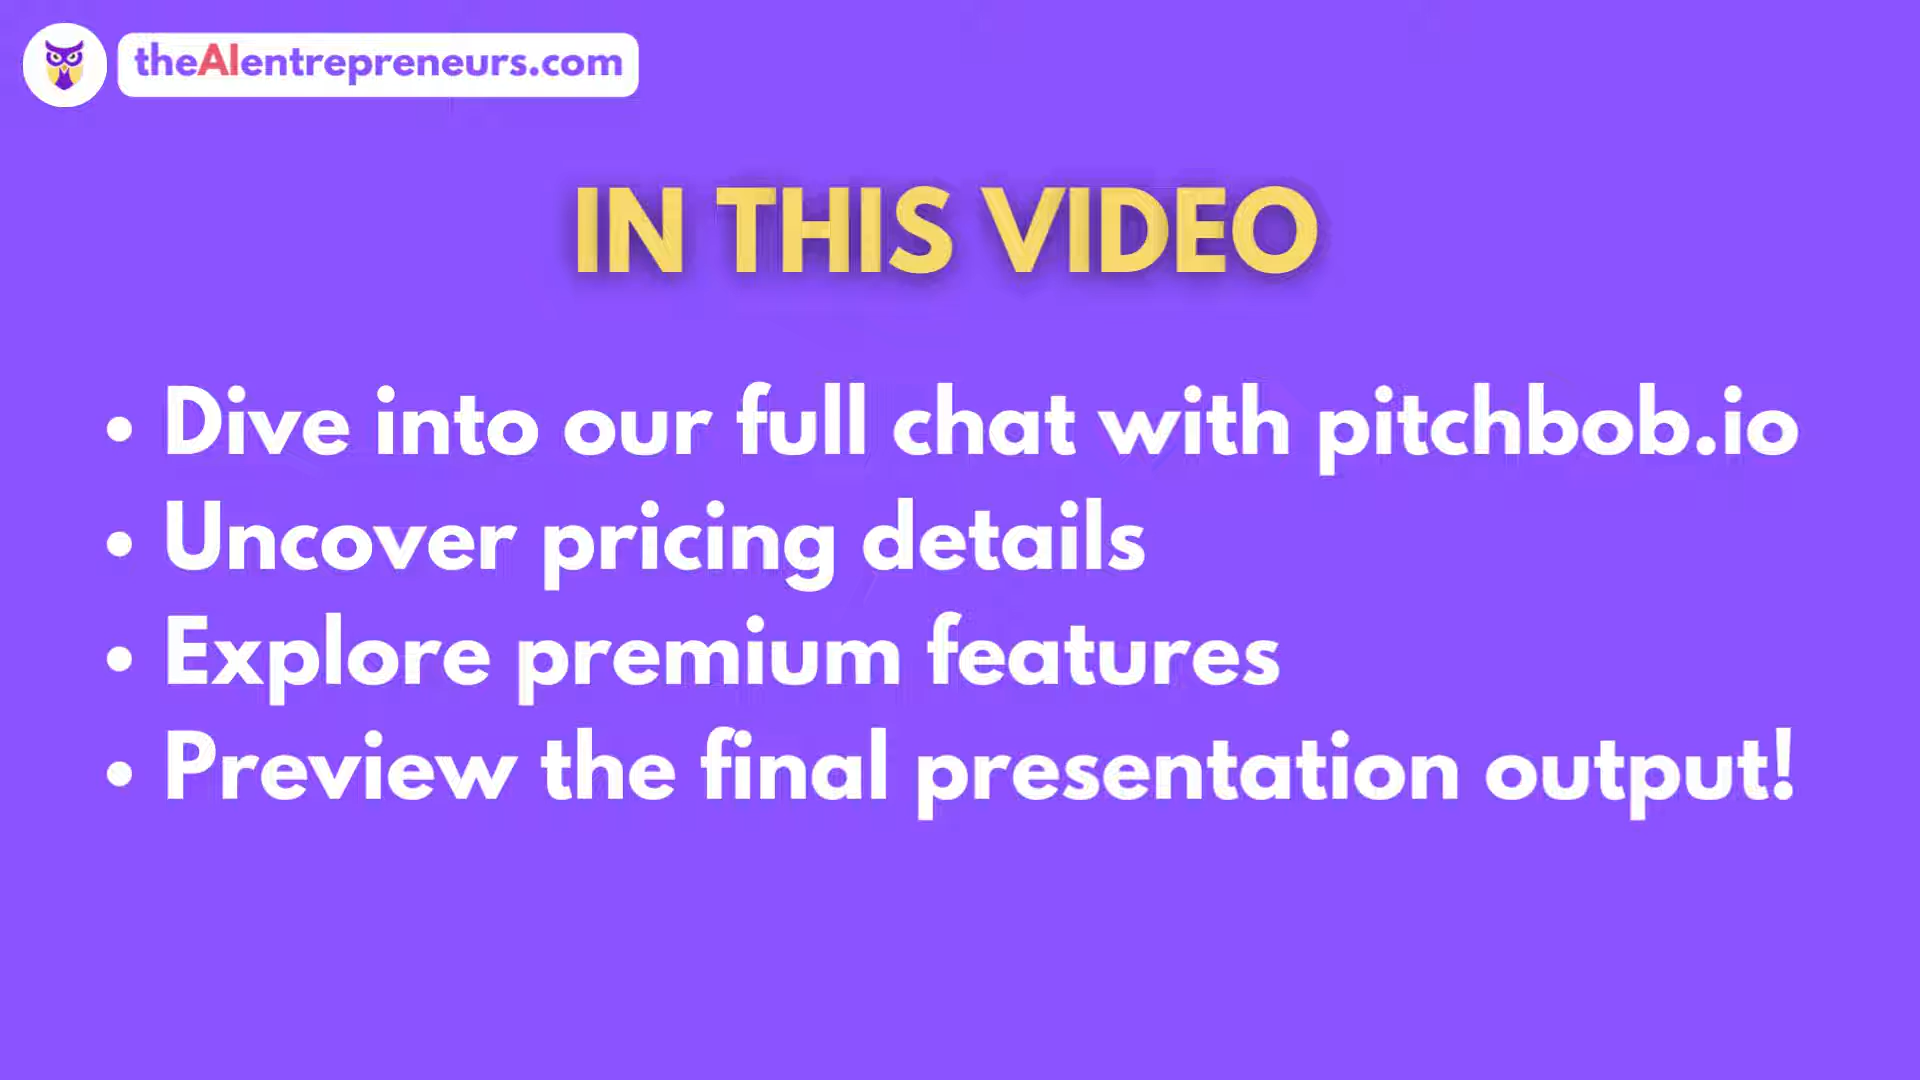 theAIentrepreneurs.com
IN THIS VIDEO
• Dive into our full chat with pitchbob.io
• Uncover pricing details
• Explore premium features
• Preview the final presentation output!